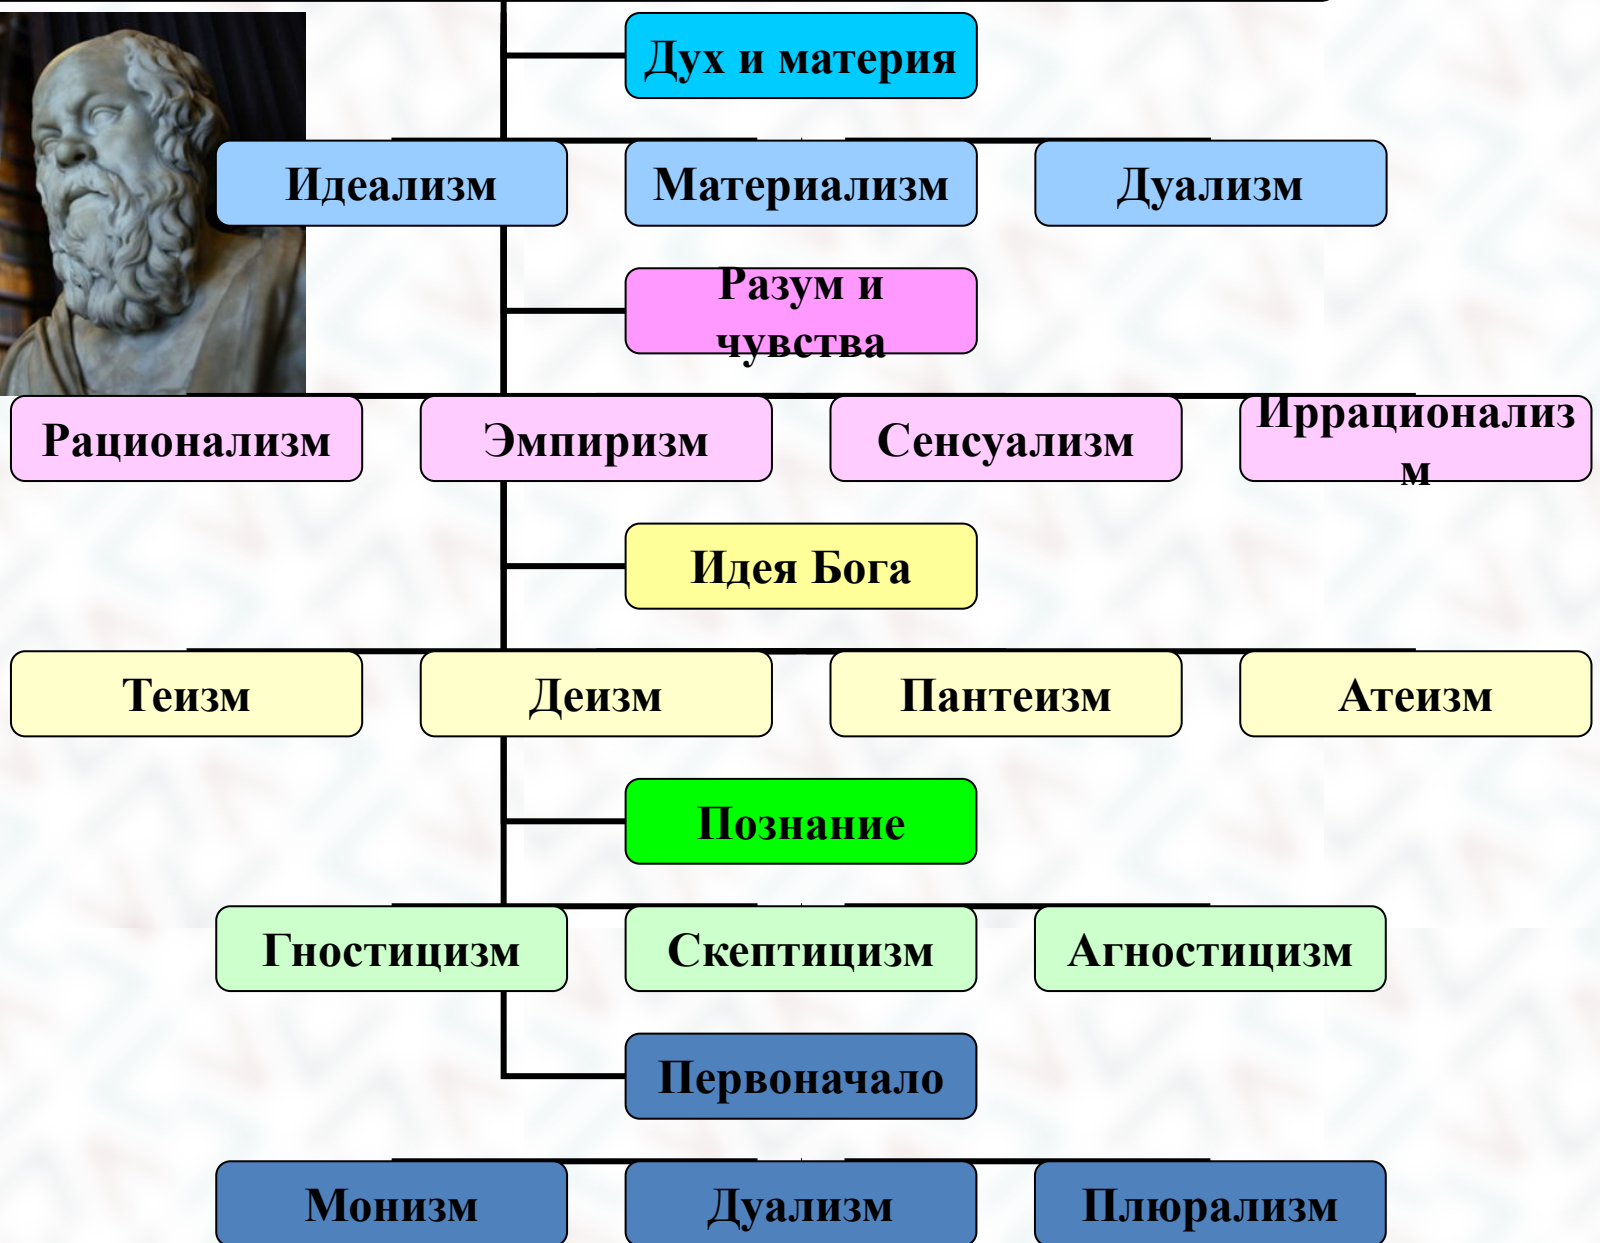 Дух и материя
Идеализм
Материализм
Дуализм
Разум и
чувства
Рационализм
Эмпиризм
Сенсуализм
Иррационализ
м
Идея Бога
Теизм
Деизм
Пантеизм
Атеизм
Познание
Гностицизм
Скептицизм
Агностицизм
Первоначало
Монизм
Дуализм
Плюрализм